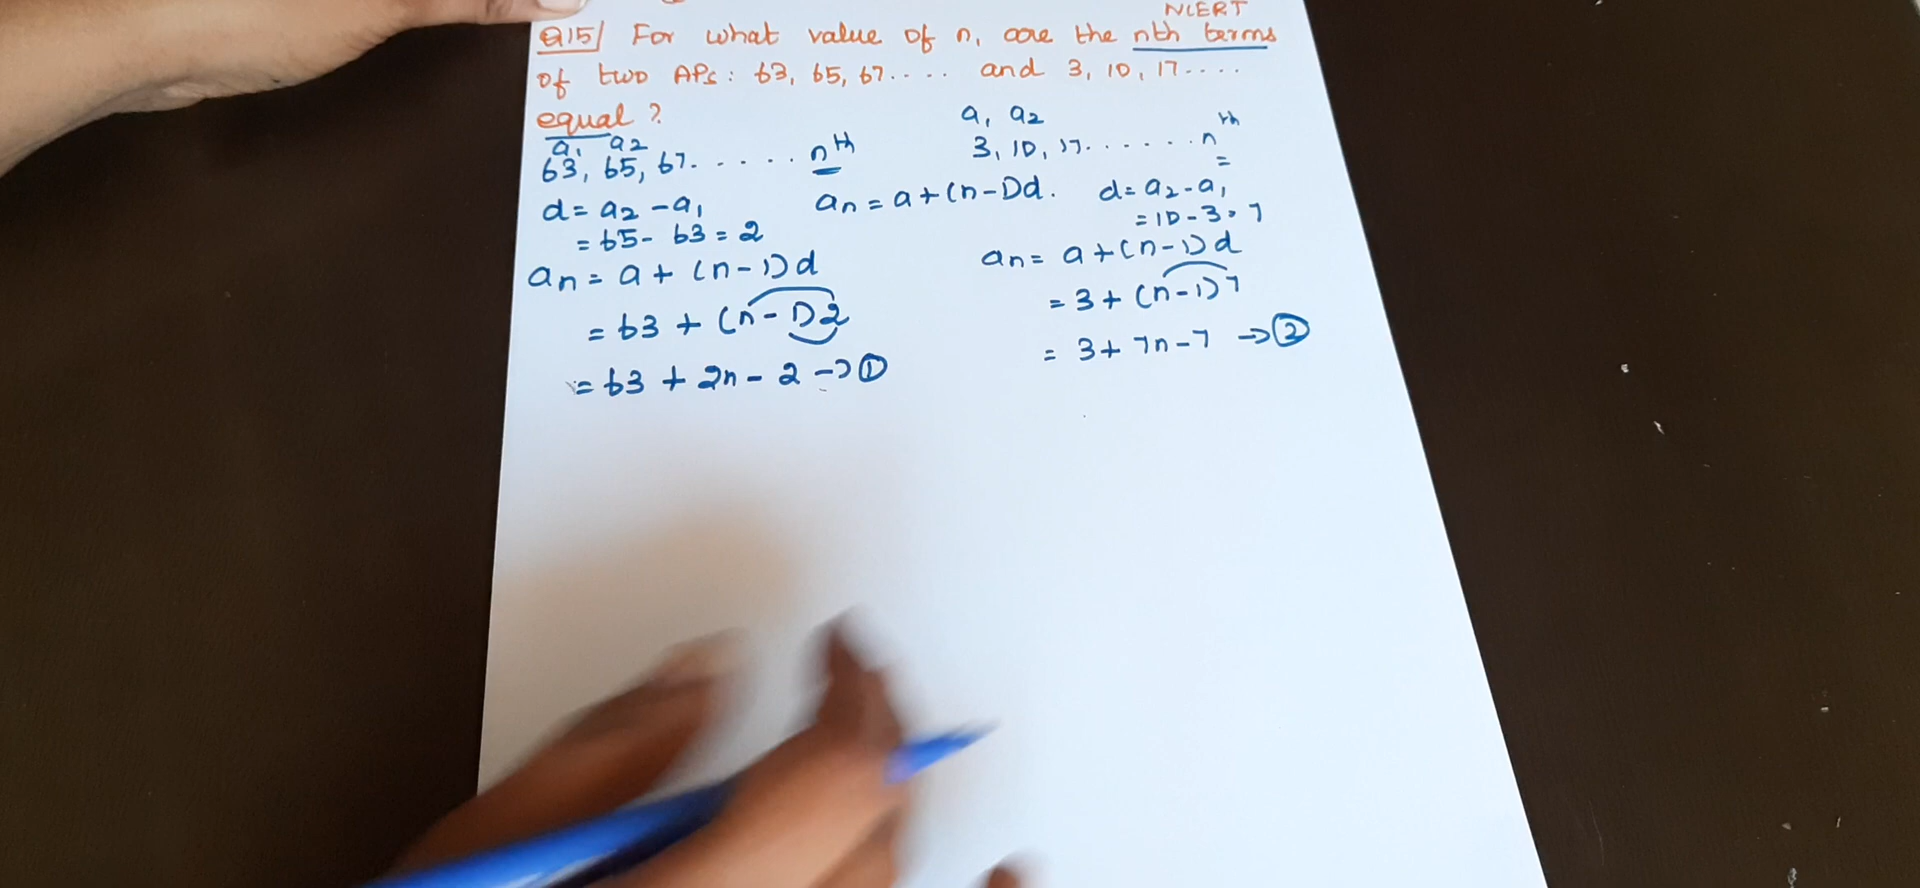 NCERT
Q15/ For what value of n, are the nth terms
of two APs: 63, 65, 67.... and 3, 10, 17....
equal?
a1 a2
63, 65, 67. . . . . . nth
d = a2 - a1
= 65 - 63 = 2
an = a + (n-1)d.
an = a + (n-1)d
= 63 + (n-1)2
= 63 + 2n - 2 → ①
a1 a2
3, 10, 17. . . . . . . nth
d = a2 - a1
= 10 - 3 = 7
an = a + (n-1)d
= 3 + (n-1)7
= 3 + 7n - 7 → ②